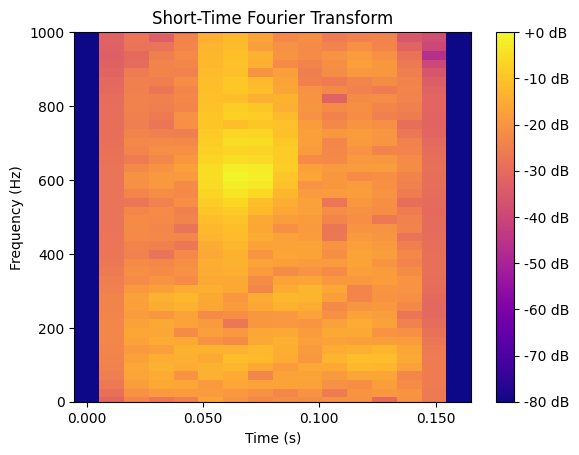 Short-Time Fourier Transform
1000
800
600
400
200
0
Frequency (Hz)
0.000
0.050
0.100
0.150
Time (s)
+0 dB
-10 dB
-20 dB
-30 dB
-40 dB
-50 dB
-60 dB
-70 dB
-80 dB